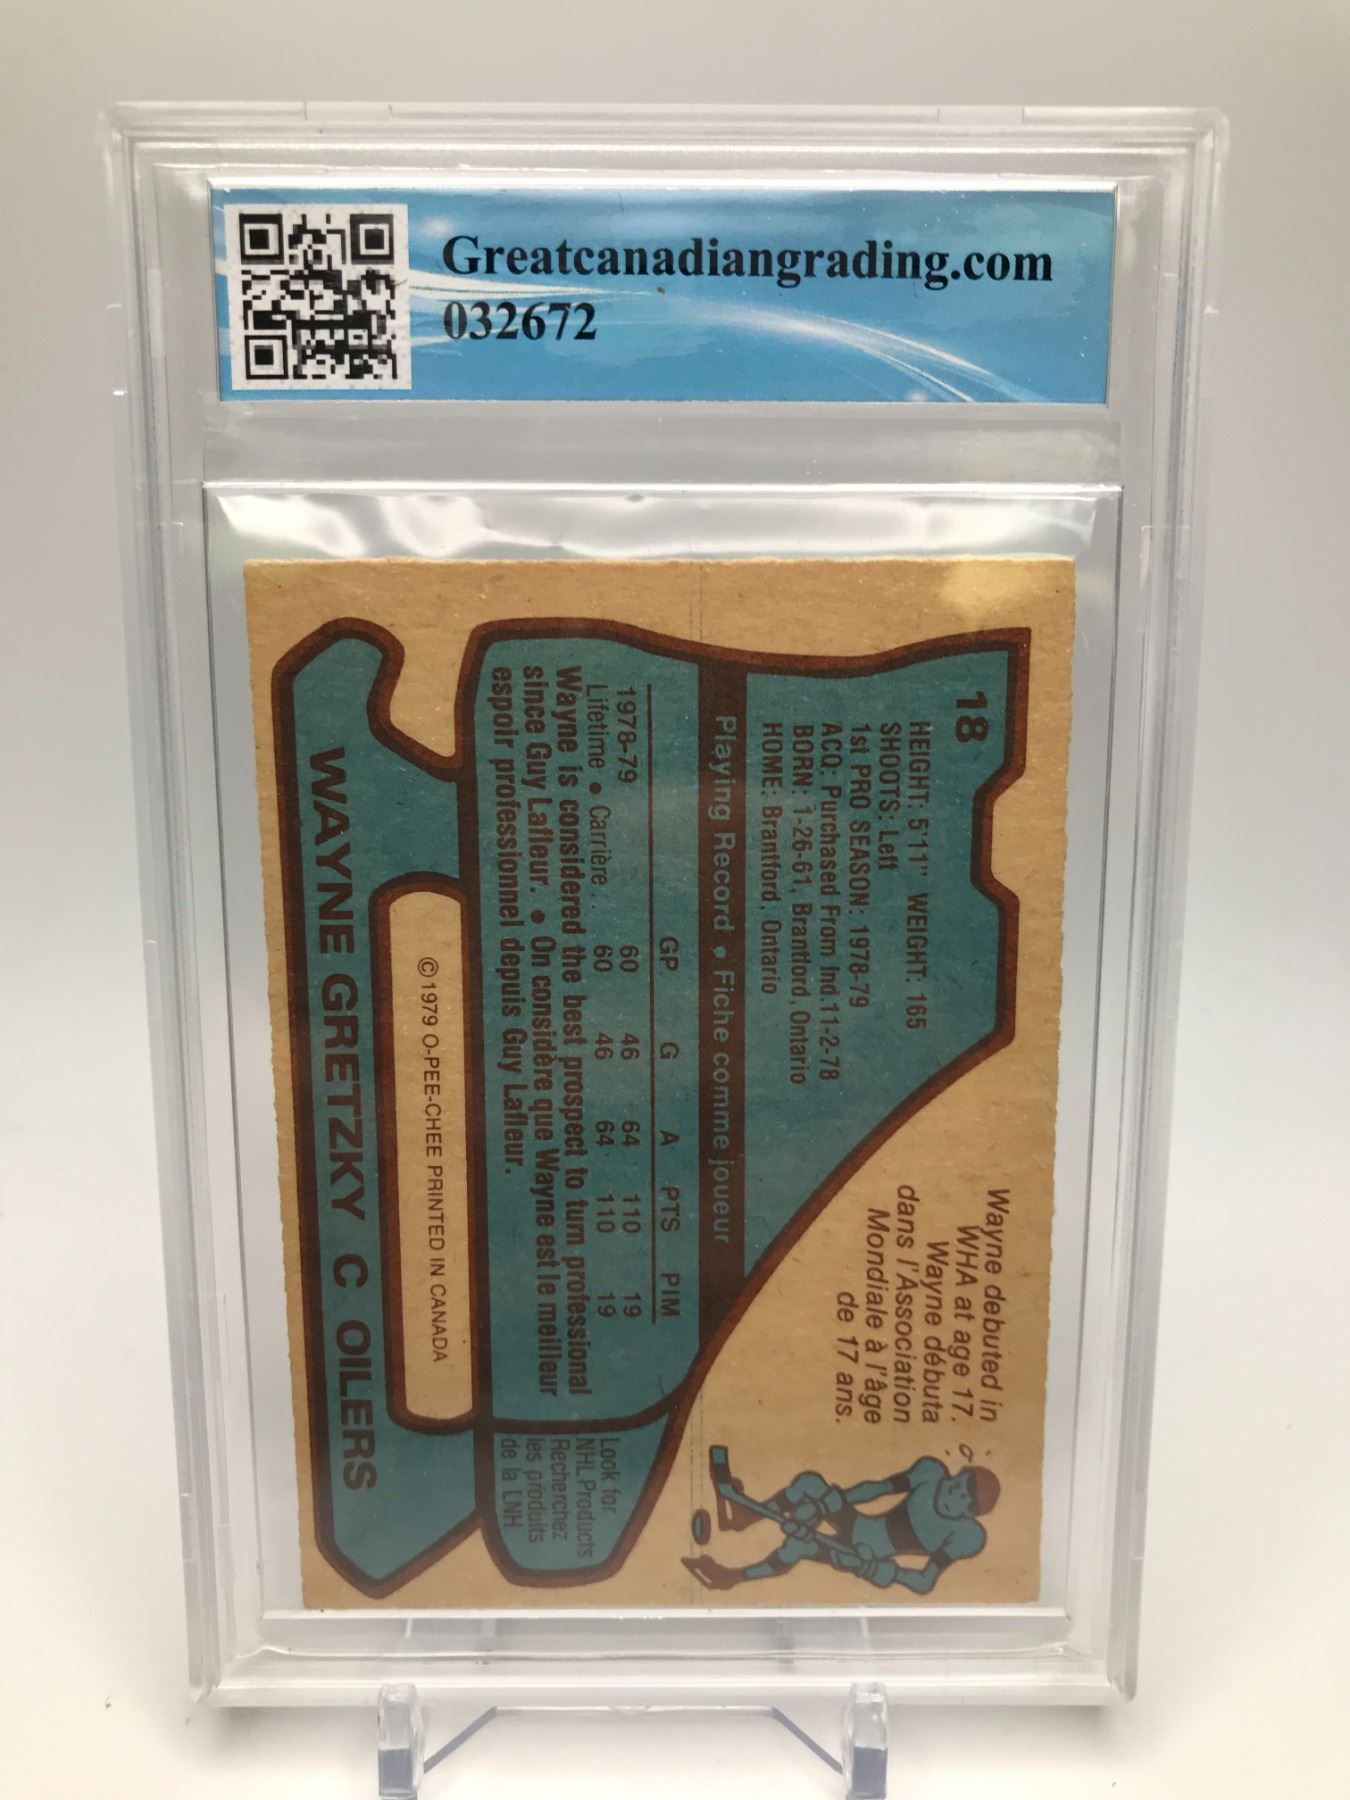 Greatcanadiangrading.com
032672
18
HEIGHT: 5'11" WEIGHT: 165
SHOOTS: Left
1st PRO SEASON: 1978-79
ACQ: Purchased From Ind. 11-2-78
BORN: 1-26-61, Brantford, Ontario
HOME: Brantford, Ontario
Wayne debuted in
WHA at age 17.
Wayne débuta
dans l'Association
Mondiale à l'âge
de 17 ans.
Playing Record • Fiche comme joueur
GP G A PTS PIM
1978-79 60 46 64 110 19
Lifetime • Carrière . . 60 46 64 110 19
Wayne is considered the best prospect to turn professional
since Guy Lafleur. • On considère que Wayne est le meilleur
espoir professionnel depuis Guy Lafleur.
Look for
NHL Products
Recherchez
les produits
de la LNH
© 1979 O-PEE-CHEE PRINTED IN CANADA
WAYNE GRETZKY C OILERS